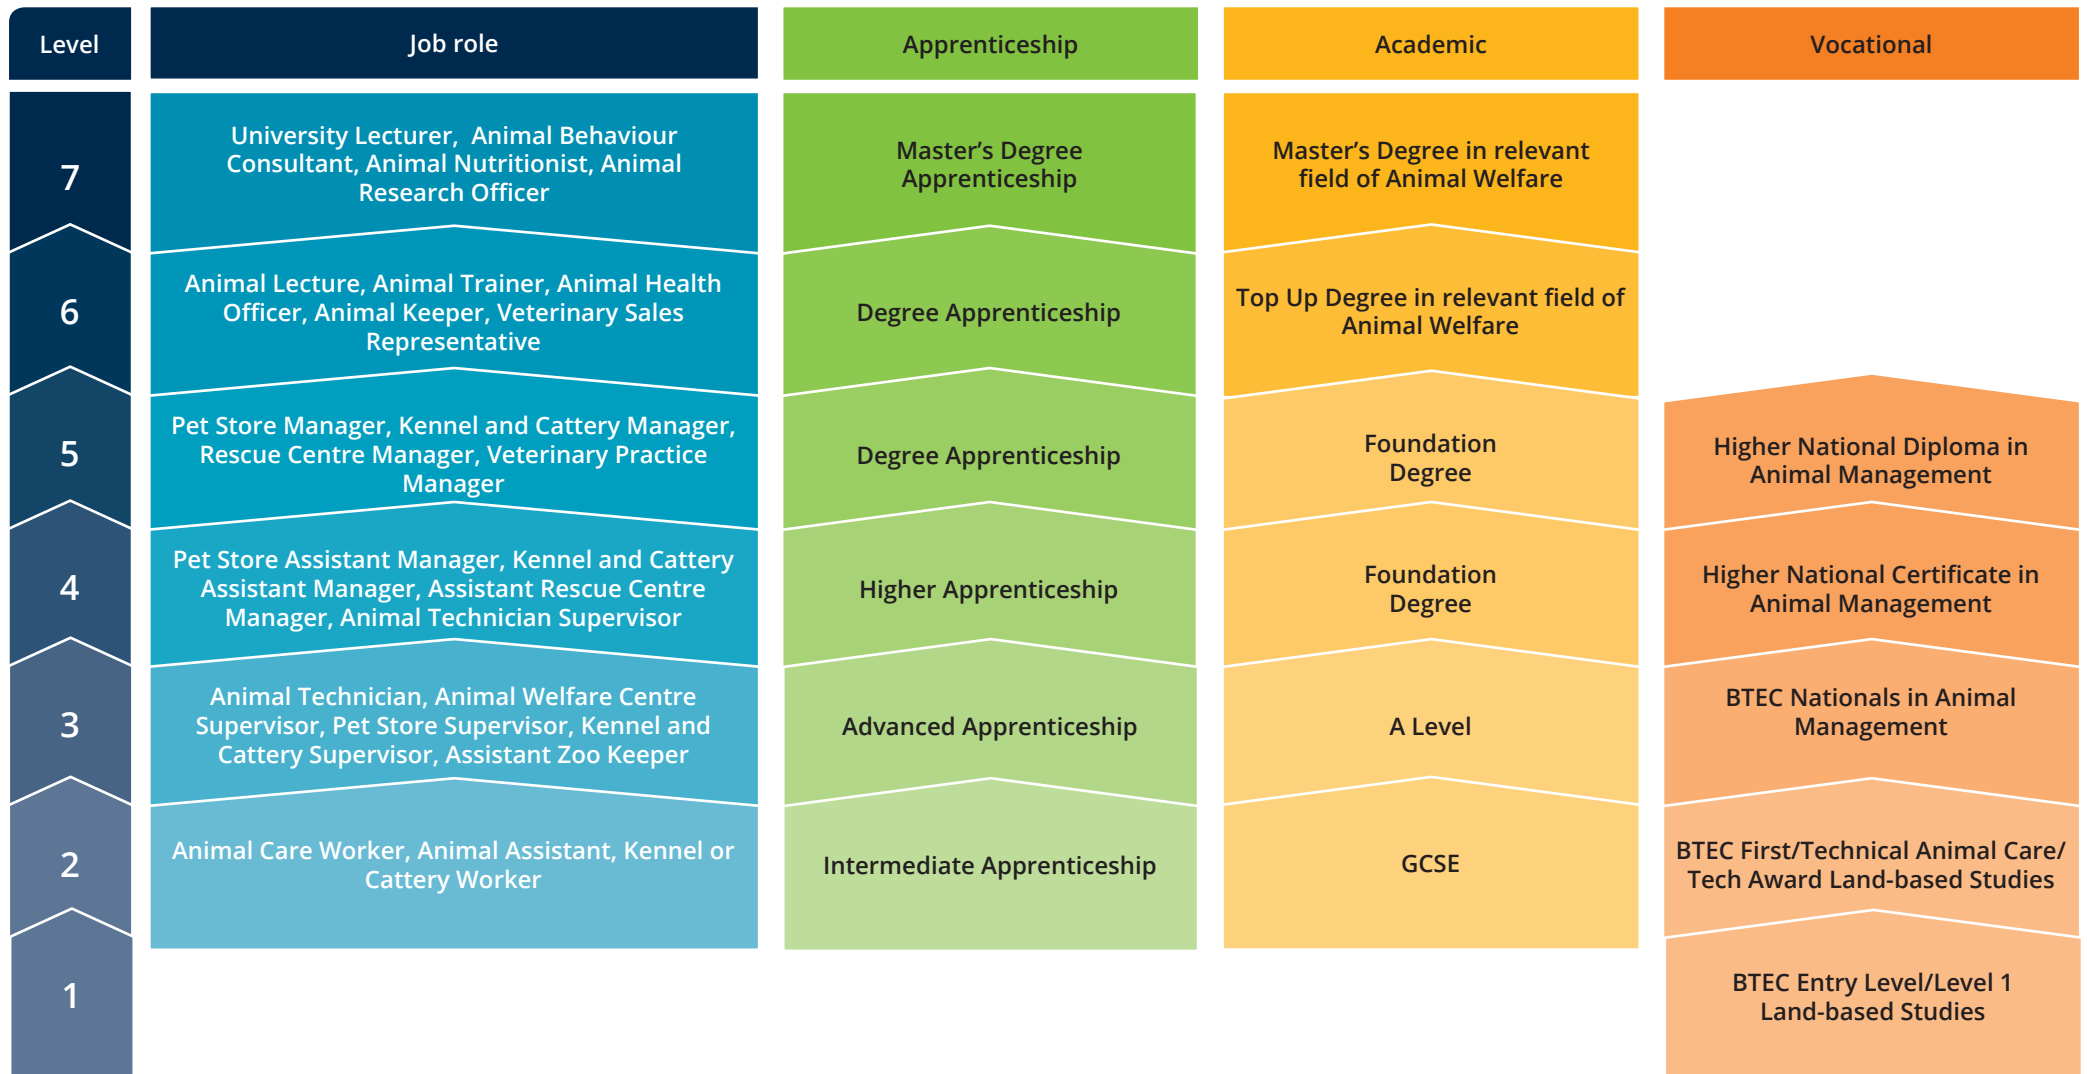 Level
Job role
Apprenticeship
Academic
Vocational
7
University Lecturer, Animal Behaviour
Consultant, Animal Nutritionist, Animal
Research Officer
Master’s Degree
Apprenticeship
Master’s Degree in relevant
field of Animal Welfare
6
Animal Lecture, Animal Trainer, Animal Health
Officer, Animal Keeper, Veterinary Sales
Representative
Degree Apprenticeship
Top Up Degree in relevant field of
Animal Welfare
5
Pet Store Manager, Kennel and Cattery Manager,
Rescue Centre Manager, Veterinary Practice
Manager
Degree Apprenticeship
Foundation
Degree
Higher National Diploma in
Animal Management
4
Pet Store Assistant Manager, Kennel and Cattery
Assistant Manager, Assistant Rescue Centre
Manager, Animal Technician Supervisor
Higher Apprenticeship
Foundation
Degree
Higher National Certificate in
Animal Management
3
Animal Technician, Animal Welfare Centre
Supervisor, Pet Store Supervisor, Kennel and
Cattery Supervisor, Assistant Zoo Keeper
Advanced Apprenticeship
A Level
BTEC Nationals in Animal
Management
2
Animal Care Worker, Animal Assistant, Kennel or
Cattery Worker
Intermediate Apprenticeship
GCSE
BTEC First/Technical Animal Care/
Tech Award Land-based Studies
1
BTEC Entry Level/Level 1
Land-based Studies